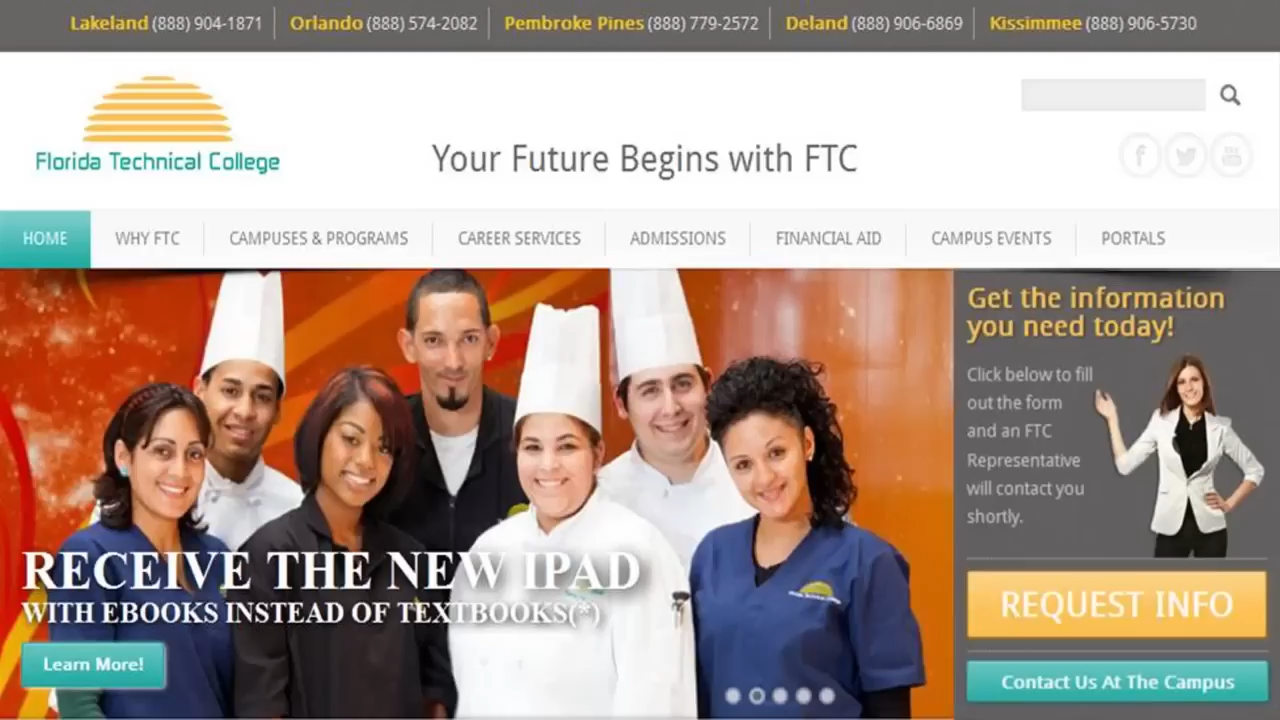 Lakeland (888) 904-1871 Orlando (888) 574-2082 Pembroke Pines (888) 779-2572 Deland (888) 906-6869 Kissimmee (888) 906-5730
Florida Technical College
Your Future Begins with FTC
HOME WHY FTC CAMPUSES & PROGRAMS CAREER SERVICES ADMISSIONS FINANCIAL AID CAMPUS EVENTS PORTALS
RECEIVE THE NEW IPAD
WITH EBOOKS INSTEAD OF TEXTBOOKS(*)
Learn More!
Get the information
you need today!
Click below to fill
out the form
and an FTC
Representative
will contact you
shortly.
REQUEST INFO
Contact Us At The Campus